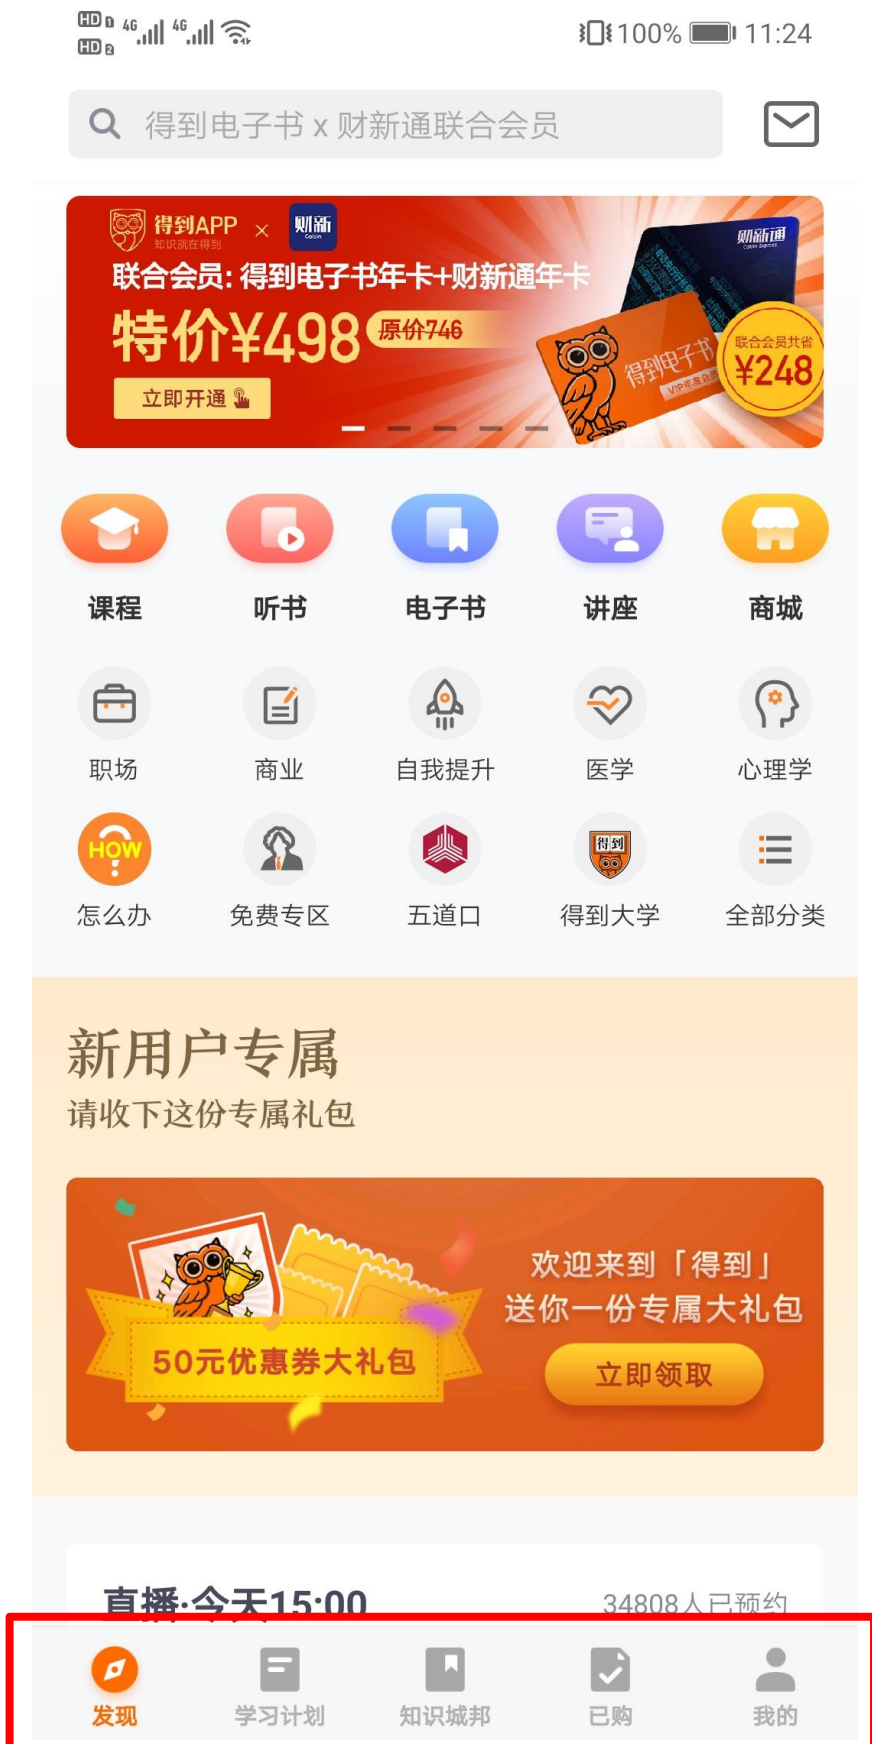 HD 1 4G 4G
HD 2
100% 11:24
得到电子书 x 财新通联合会员
得到APP × 财新
知识就在得到 Caixin
联合会员: 得到电子书年卡+财新通年卡
特价¥498 原价746
立即开通
财新通
得到电子书
联合会员共省
¥248
课程 听书 电子书 讲座 商城
职场 商业 自我提升 医学 心理学
HOW
得到
怎么办 免费专区 五道口 得到大学 全部分类
新用户专属
请收下这份专属礼包
欢迎来到「得到」
送你一份专属大礼包
50元优惠券大礼包
立即领取
直播·今天15:00 34808人已预约
发现 学习计划 知识城邦 已购 我的